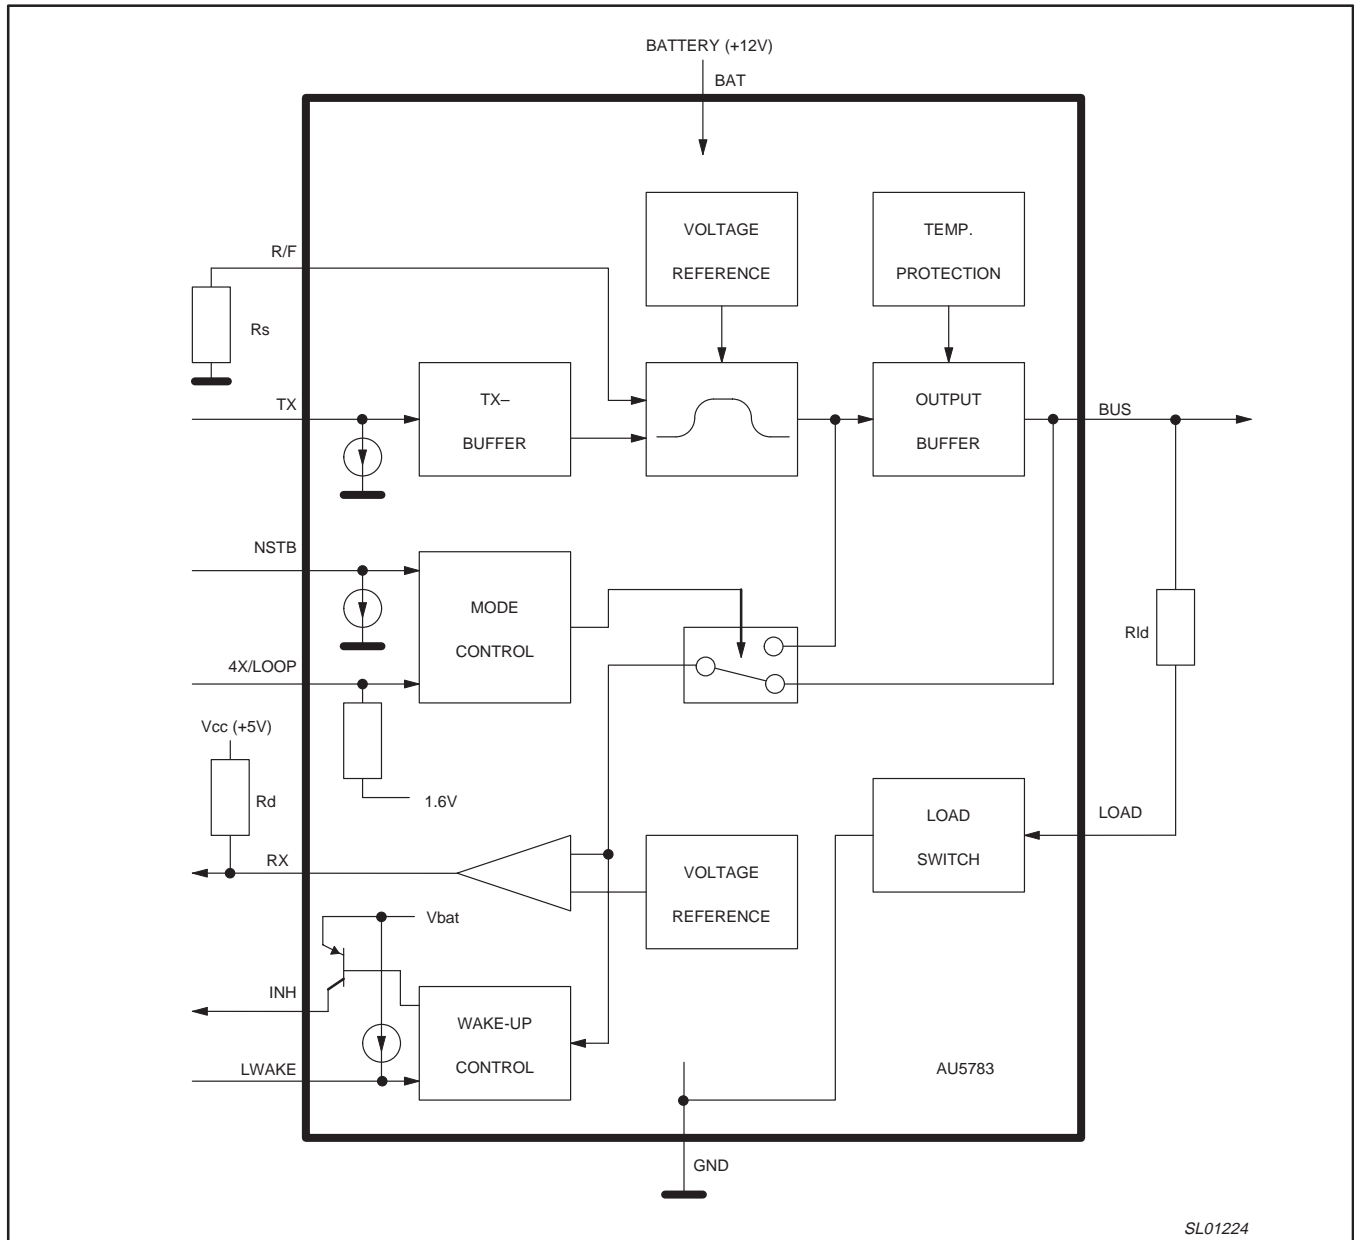 BATTERY (+12V)
BAT
VOLTAGE
REFERENCE
TEMP.
PROTECTION
R/F
Rs
TX
TX–
BUFFER
OUTPUT
BUFFER
BUS
NSTB
MODE
CONTROL
Rld
4X/LOOP
Vcc (+5V)
Rd
1.6V
LOAD
SWITCH
LOAD
RX
VOLTAGE
REFERENCE
Vbat
INH
WAKE-UP
CONTROL
LWAKE
AU5783
GND
SL01224